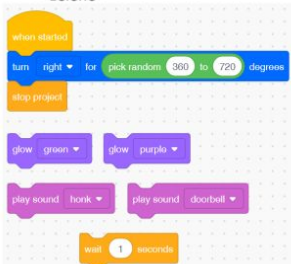 when started
turn right for pick random 360 to 720 degrees
stop project
glow green glow purple
play sound honk play sound doorbell
wait 1 seconds